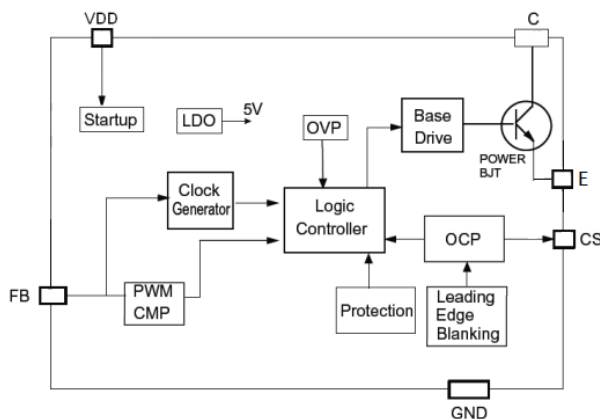 VDD
C
Startup
LDO
5V
OVP
Base
Drive
POWER
BJT
E
Clock
Generator
Logic
Controller
OCP
CS
FB
PWM
CMP
Protection
Leading
Edge
Blanking
GND